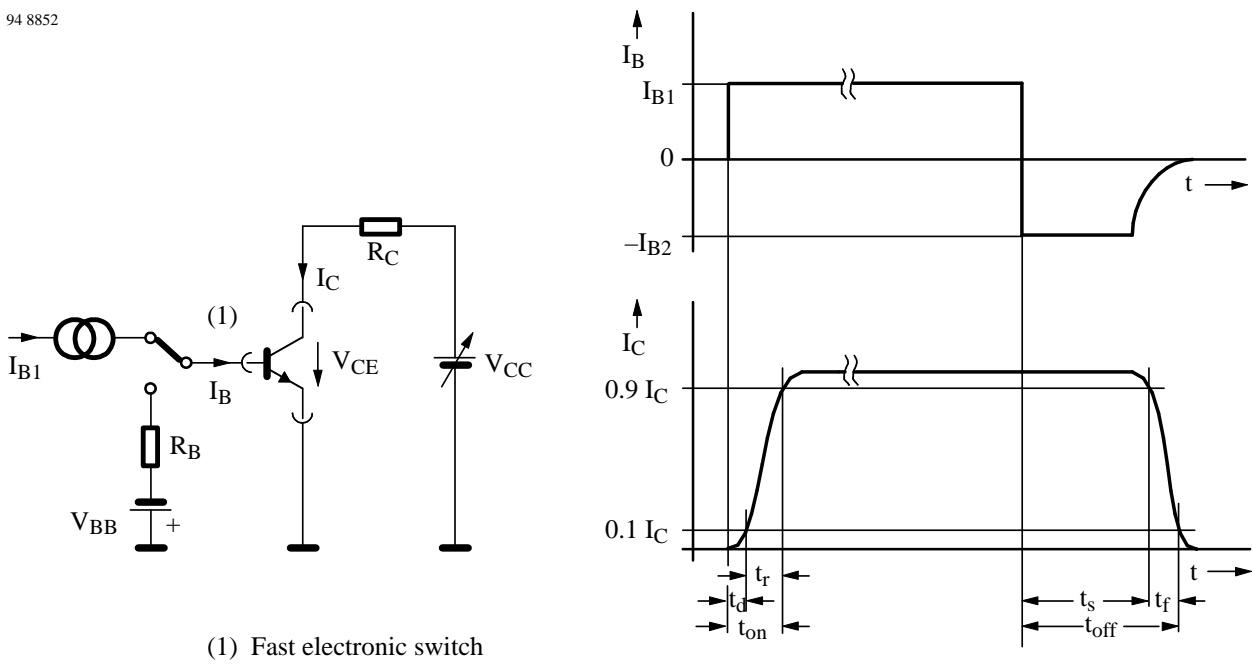 94 8852
I_B
I_B1
0
t
–I_B2
R_C
I_C
(1)
I_B1
I_B
V_CE
V_CC
R_B
V_BB
+
I_C
0.9 I_C
0.1 I_C
t
t_r
t_d
t_on
t_s
t_f
t_off
(1) Fast electronic switch